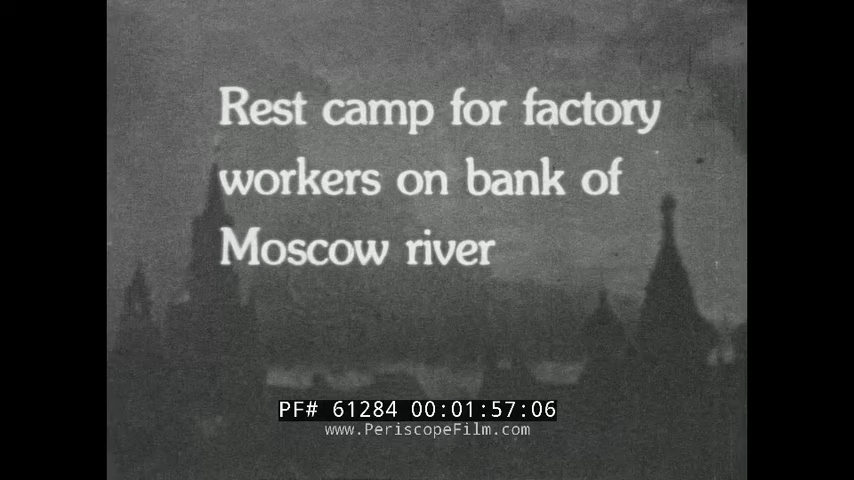 Rest camp for factory
workers on bank of
Moscow river
PF# 61284 00:01:57:06
www.PeriscopeFilm.com